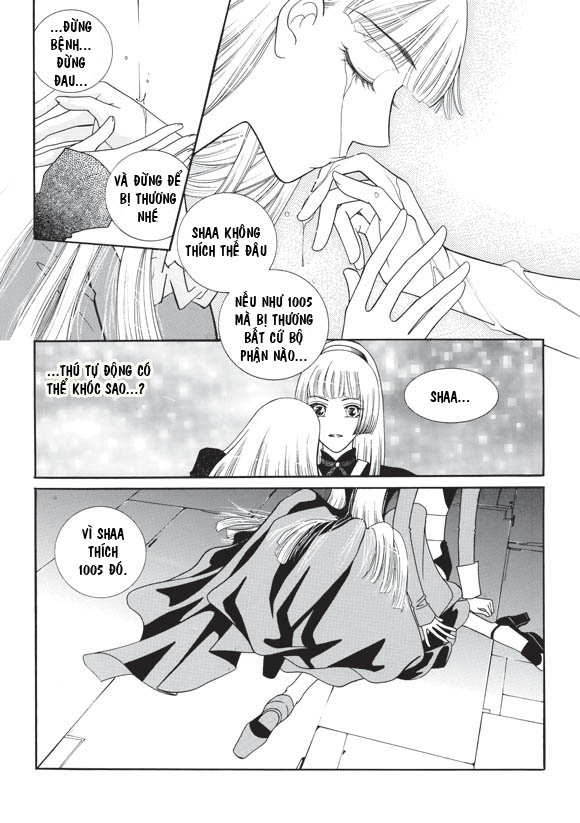 ...ĐỪNG
BỆNH...
ĐỪNG
ĐAU...
VÀ ĐỪNG ĐỂ
BỊ THƯƠNG
NHÉ
SHAA KHÔNG
THÍCH THẾ ĐÂU
NẾU NHƯ 1005
MÀ BỊ THƯƠNG
BẤT CỨ BỘ
PHẬN NÀO...
...THÚ TỰ ĐỘNG CÓ
THỂ KHÓC SAO...?
SHAA...
VÌ SHAA
THÍCH
1005 ĐÓ.